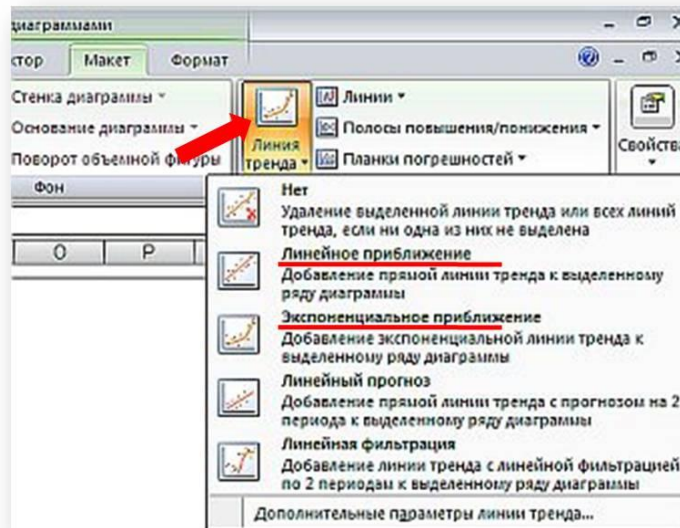 диаграммами
ктор Макет Формат
Стенка диаграммы
Основание диаграммы
Поворот объемной фигуры
Фон
Линия тренда
Линии
Полосы повышения/понижения
Планки погрешностей
Свойства
O P
Нет
Удаление выделенной линии тренда или всех линий
тренда, если ни одна из них не выделена
Линейное приближение
Добавление прямой линии тренда к выделенному
ряду диаграммы
Экспоненциальное приближение
Добавление экспоненциальной линии тренда к
выделенному ряду диаграммы
Линейный прогноз
Добавление прямой линии тренда с прогнозом на 2
периода к выделенному ряду диаграммы
Линейная фильтрация
Добавление линии тренда с линейной фильтрацией
по 2 периодам к выделенному ряду диаграммы
Дополнительные параметры линии тренда...